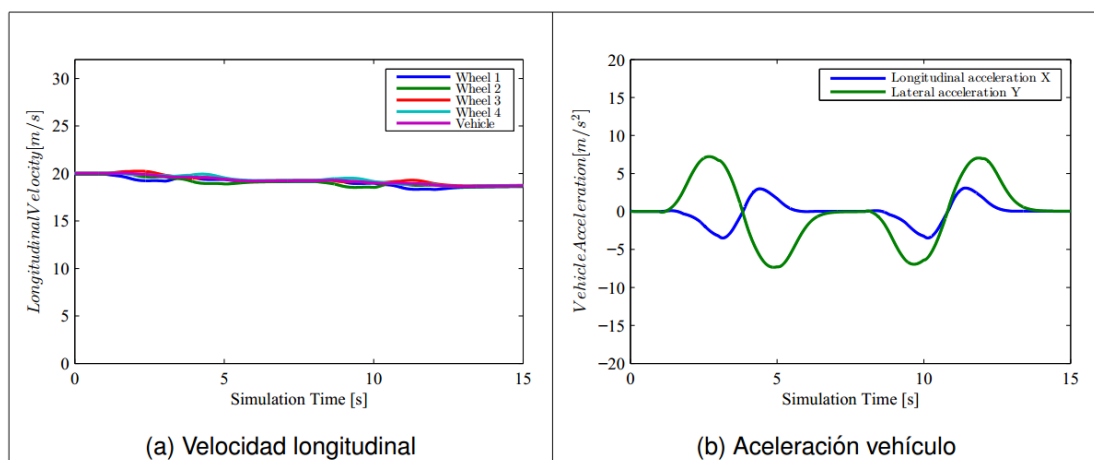 30
25
20
15
10
5
0
0 5 10 15
LongitudinalVelocity[m/s]
Simulation Time [s]
Wheel 1
Wheel 2
Wheel 3
Wheel 4
Vehicle
(a) Velocidad longitudinal
20
15
10
5
0
−5
−10
−15
−20
0 5 10 15
VehicleAcceleration[m/s²]
Simulation Time [s]
Longitudinal acceleration X
Lateral acceleration Y
(b) Aceleración vehículo